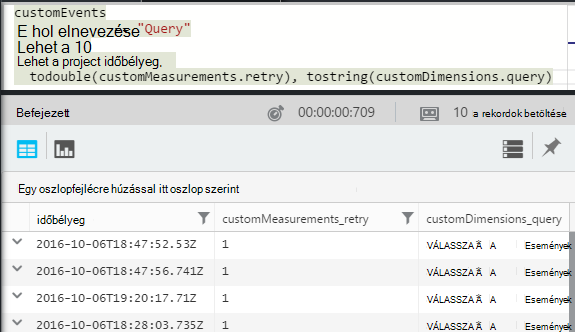 customEvents
E hol elnevezése "Query"
Lehet a 10
Lehet a project időbélyeg,
todouble(customMeasurements.retry), tostring(customDimensions.query)
Befejezett 00:00:00:709 10 a rekordok betöltése
Egy oszlopfejlécre húzással itt oszlop szerint
időbélyeg customMeasurements_retry customDimensions_query
2016-10-06T18:47:52.53Z 1 VÁLASSZA A Események
2016-10-06T18:47:56.741Z 1 VÁLASSZA A Események
2016-10-06T19:20:17.71Z 1 VÁLASSZA A Események
2016-10-06T18:28:03.735Z 1 VÁLASSZA A Események